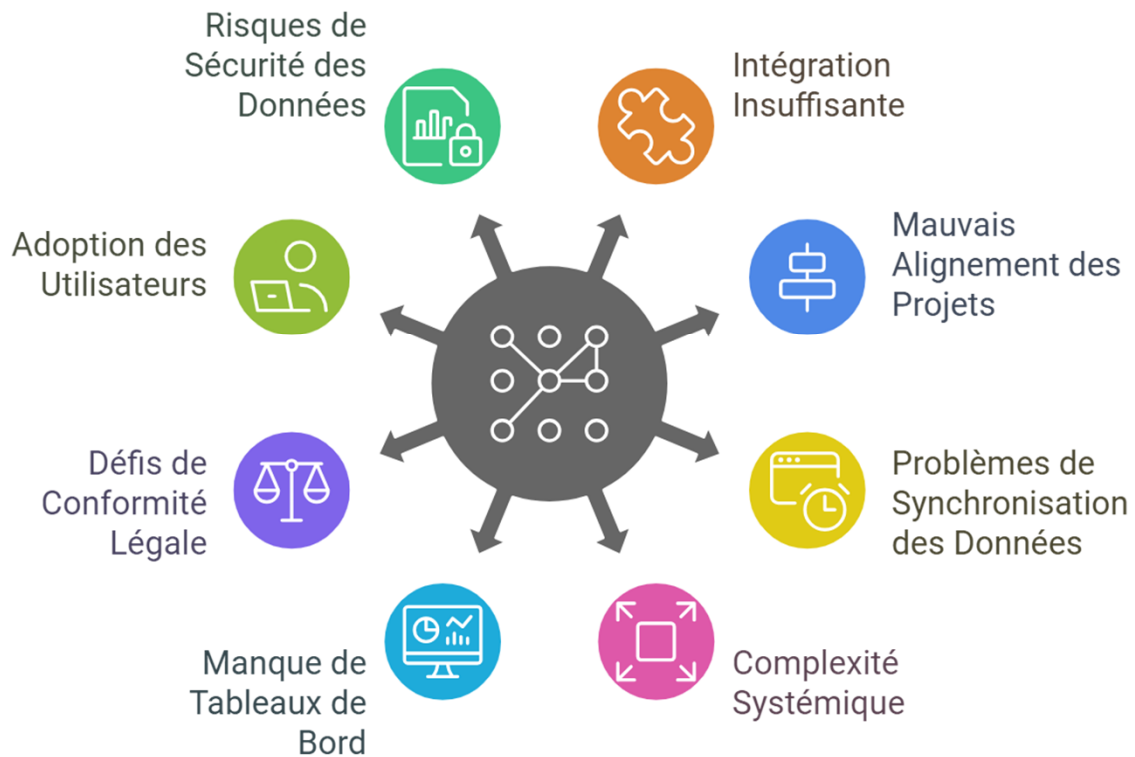 Risques de
Sécurité des
Données
Intégration
Insuffisante
Adoption des
Utilisateurs
Mauvais
Alignement des
Projets
Défis de
Conformité
Légale
Problèmes de
Synchronisation
des Données
Manque de
Tableaux de
Bord
Complexité
Systémique